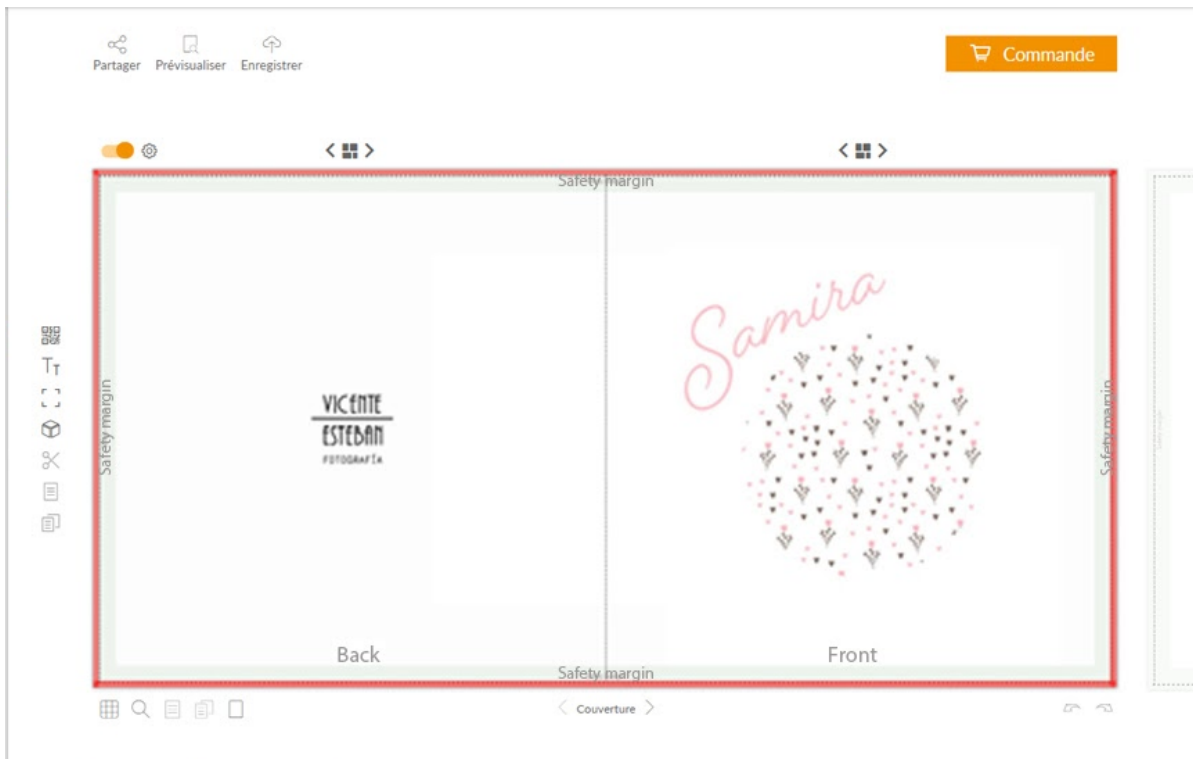 Partager Prévisualiser Enregistrer
Commande
Safety margin
Samira
Safety margin
VICENTE
ESTEBAN
FOTOGRAFÍA
Safety margin
Back
Front
Safety margin
Couverture